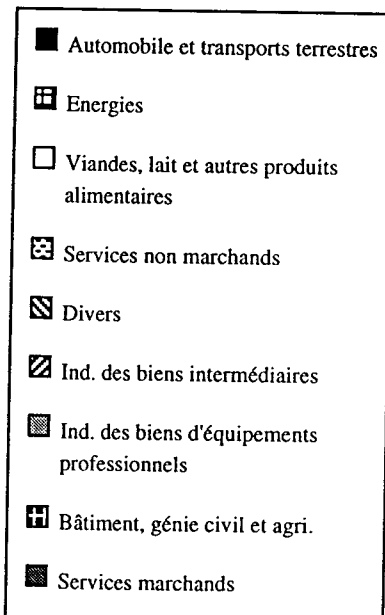 Automobile et transports terrestres
Energies
Viandes, lait et autres produits
alimentaires
Services non marchands
Divers
Ind. des biens intermédiaires
Ind. des biens d'équipements
professionnels
Bâtiment, génie civil et agri.
Services marchands